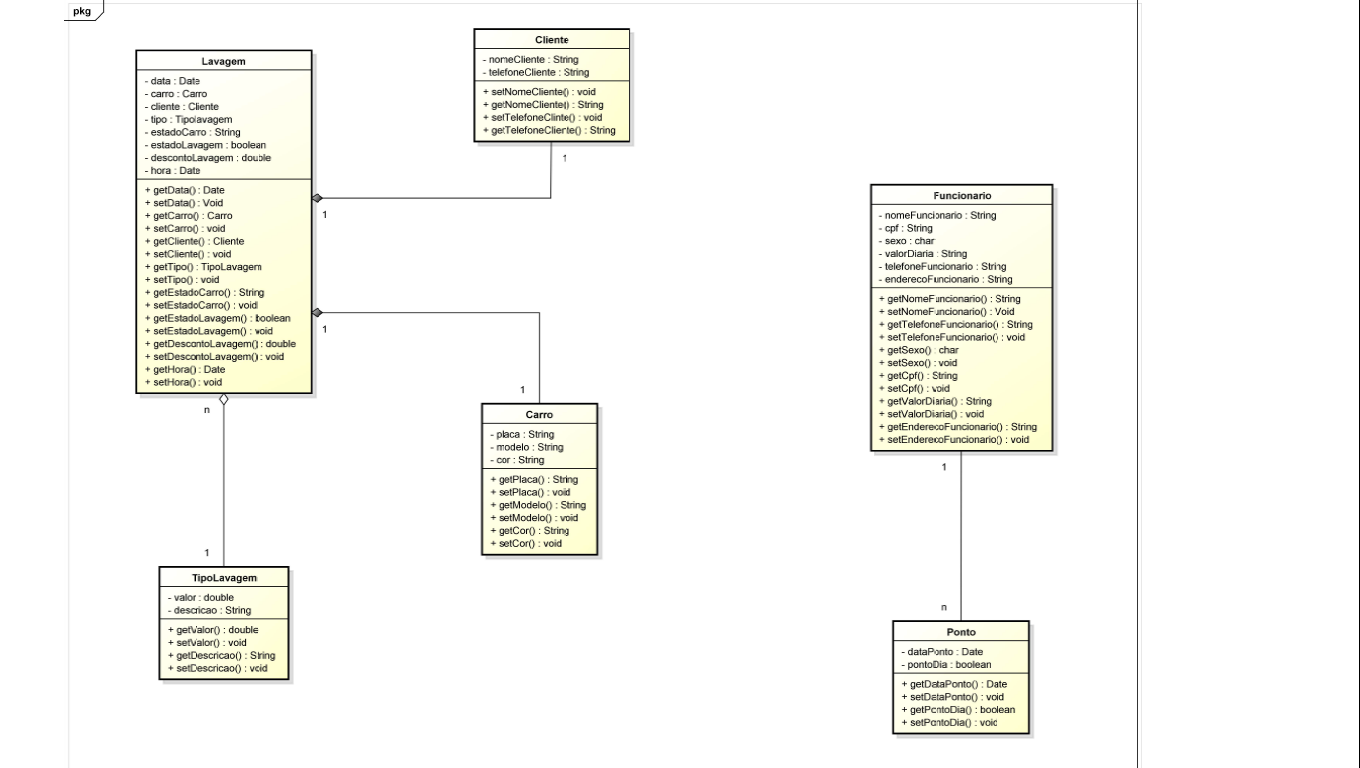 pkg
Lavagem
- data : Date
- carro : Carro
- cliente : Cliente
- tipo : Tipolavagem
- estadoCarro : String
- estadoLavagem : boolean
- descontoLavagem : double
- hora : Date
+ getData() : Date
+ setData() : Void
+ getCarro() : Carro
+ setCarro() : void
+ getCliente() : Cliente
+ setCliente() : void
+ getTipo() : TipoLavagem
+ setTipo() : void
+ getEstadoCarro() : String
+ setEstadoCarro() : void
+ getEstadoLavagem() : boolean
+ setEstadoLavagem() : void
+ getDescontoLavagem() : double
+ setDescontoLavagem() : void
+ getHora() : Date
+ setHora() : void
Cliente
- nomeCliente : String
- telefoneCliente : String
+ setNomeCliente() : void
+ getNomeCliente() : String
+ setTelefoneClinte() : void
+ getTelefoneCliente() : String
1
1
1
1
Carro
- placa : String
- modelo : String
- cor : String
+ getPlaca() : String
+ setPlaca() : void
+ getModelo() : String
+ setModelo() : void
+ getCor() : String
+ setCor() : void
n
1
TipoLavagem
- valor : double
- descricao : String
+ getValor() : double
+ setValor() : void
+ getDescricao() : String
+ setDescricao() : void
Funcionario
- nomeFuncionario : String
- cpf : String
- sexo : char
- valorDiaria : String
- telefoneFuncionario : String
- enderecoFuncionario : String
+ getNomeFuncionario() : String
+ setNomeFuncionario() : Void
+ getTelefoneFuncionario() : String
+ setTelefoneFuncionario() : void
+ getSexo() : char
+ setSexo() : void
+ getCpf() : String
+ setCpf() : void
+ getValorDiaria() : String
+ setValorDiaria() : void
+ getEnderecoFuncionario() : String
+ setEnderecoFuncionario() : void
1
n
Ponto
- dataPonto : Date
- pontoDia : boolean
+ getDataPonto() : Date
+ setDataPonto() : void
+ getPontoDia() : boolean
+ setPontoDia() : void